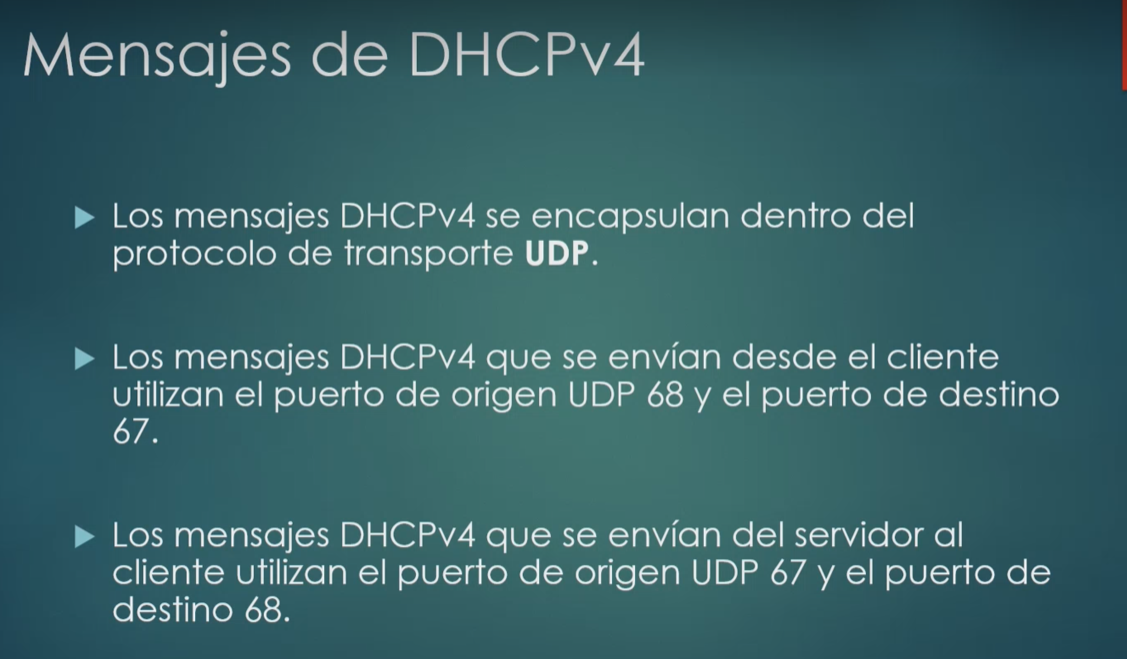 Mensajes de DHCPv4
Los mensajes DHCPv4 se encapsulan dentro del
protocolo de transporte UDP.
Los mensajes DHCPv4 que se envían desde el cliente
utilizan el puerto de origen UDP 68 y el puerto de destino
67.
Los mensajes DHCPv4 que se envían del servidor al
cliente utilizan el puerto de origen UDP 67 y el puerto de
destino 68.